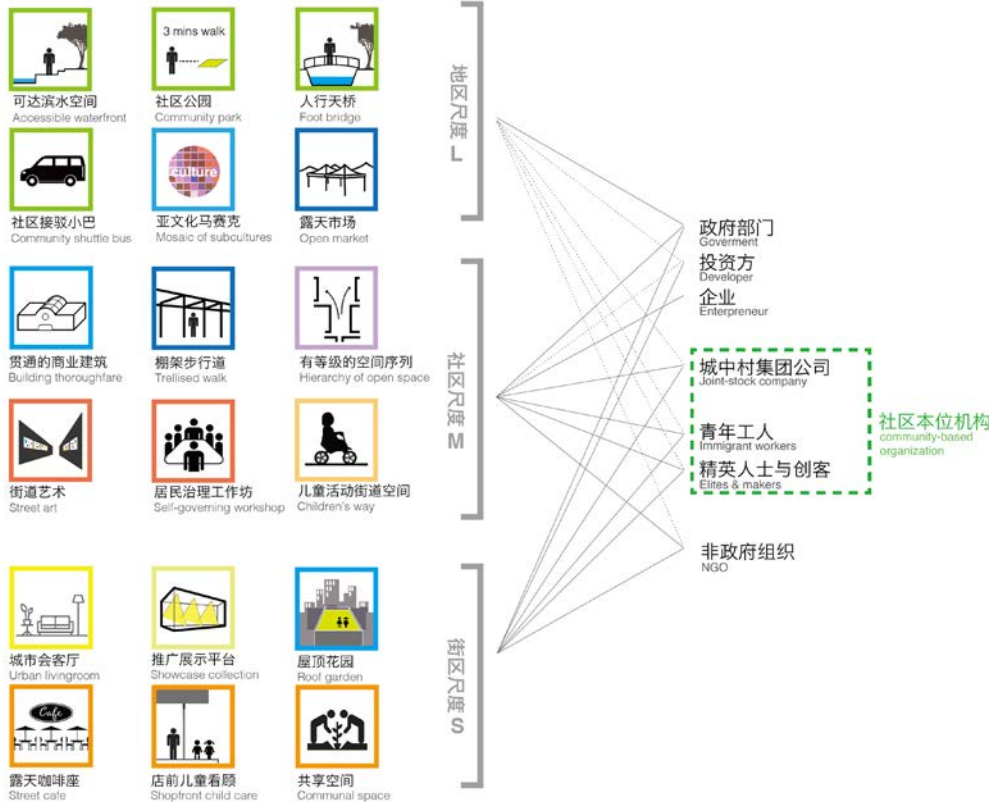 3 mins walk
可达滨水空间
Accessible waterfront
社区公园
Community park
人行天桥
Foot bridge
社区接驳小巴
Community shuttle bus
culture
亚文化马赛克
Mosaic of subcultures
露天市场
Open market
地区尺度 L
贯通的商业建筑
Building thoroughfare
棚架步行道
Trellised walk
有等级的空间序列
Hierarchy of open space
街道艺术
Street art
居民治理工作坊
Self-governing workshop
儿童活动街道空间
Children's way
社区尺度 M
城市会客厅
Urban livingroom
推广展示平台
Showcase collection
屋顶花园
Roof garden
Cafe
露天咖啡座
Street cafe
店前儿童看顾
Shopfront child care
共享空间
Communal space
街区尺度 S
政府部门
Goverment
投资方
Developer
企业
Enterpreneur
城中村集团公司
Joint-stock company
青年工人
Immigrant workers
精英人士与创客
Elites & makers
社区本位机构
community-based
organization
非政府组织
NGO